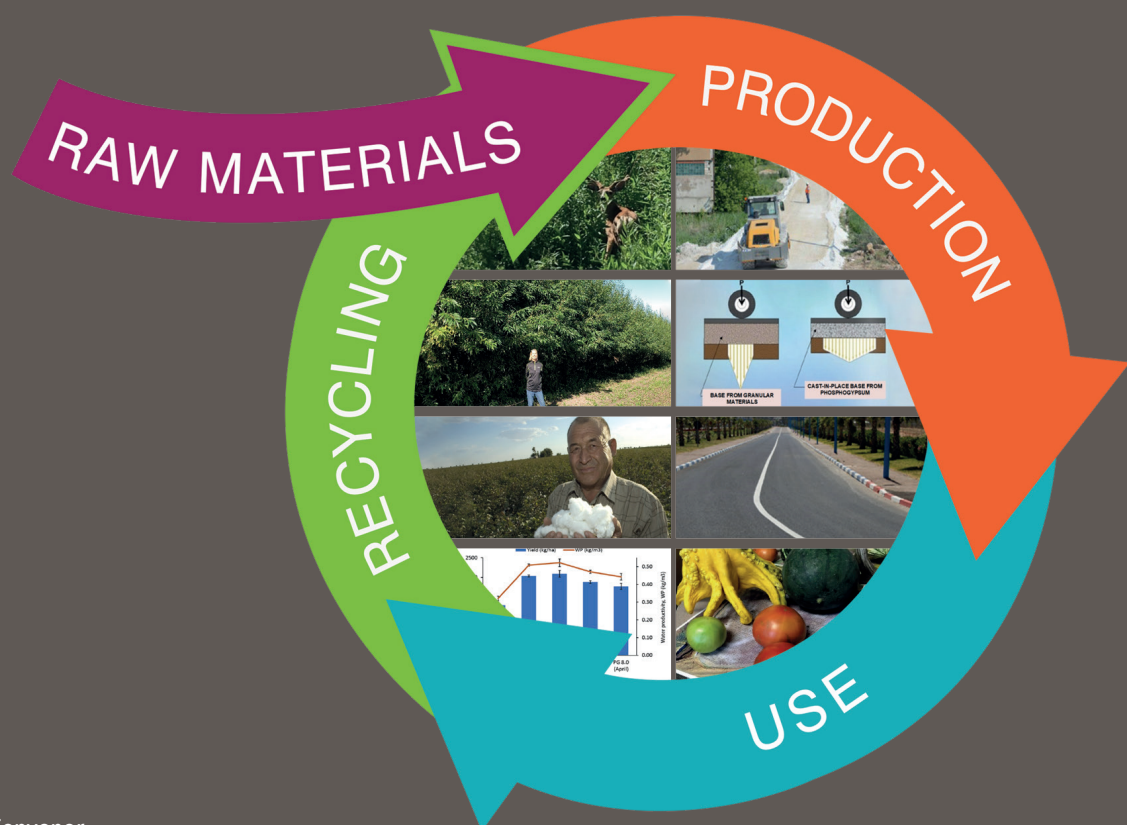 RAW MATERIALS
PRODUCTION
RECYCLING
USE
P
P
BASE FROM GRANULAR
MATERIALS
CAST-IN-PLACE BASE FROM
PHOSPHOGYPSUM
Yield (kg/ha)
WP (kg/m3)
2500
0.50
0.40
0.30
0.20
0.10
0.00
Water productivity, WP (kg/m3)
PG 8.0
(April)